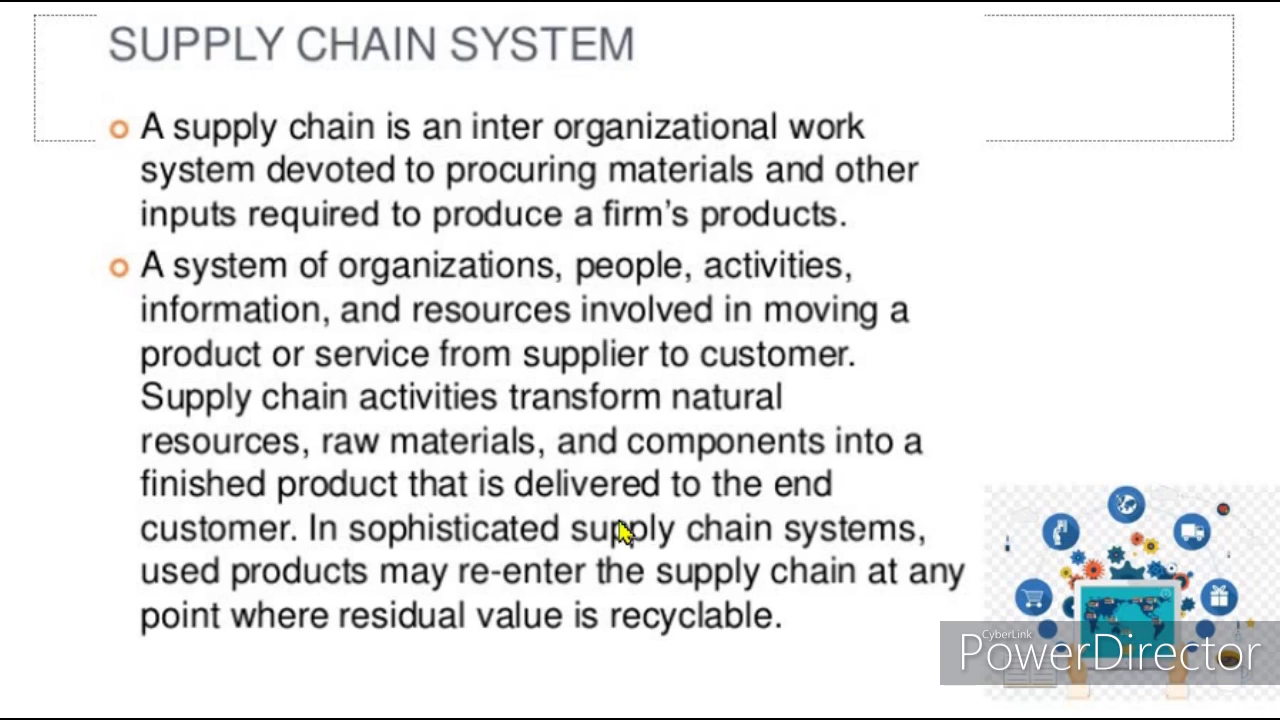 SUPPLY CHAIN SYSTEM
A supply chain is an inter organizational work
system devoted to procuring materials and other
inputs required to produce a firm's products.
A system of organizations, people, activities,
information, and resources involved in moving a
product or service from supplier to customer.
Supply chain activities transform natural
resources, raw materials, and components into a
finished product that is delivered to the end
customer. In sophisticated supply chain systems,
used products may re-enter the supply chain at any
point where residual value is recyclable.
CyberLink
PowerDirector